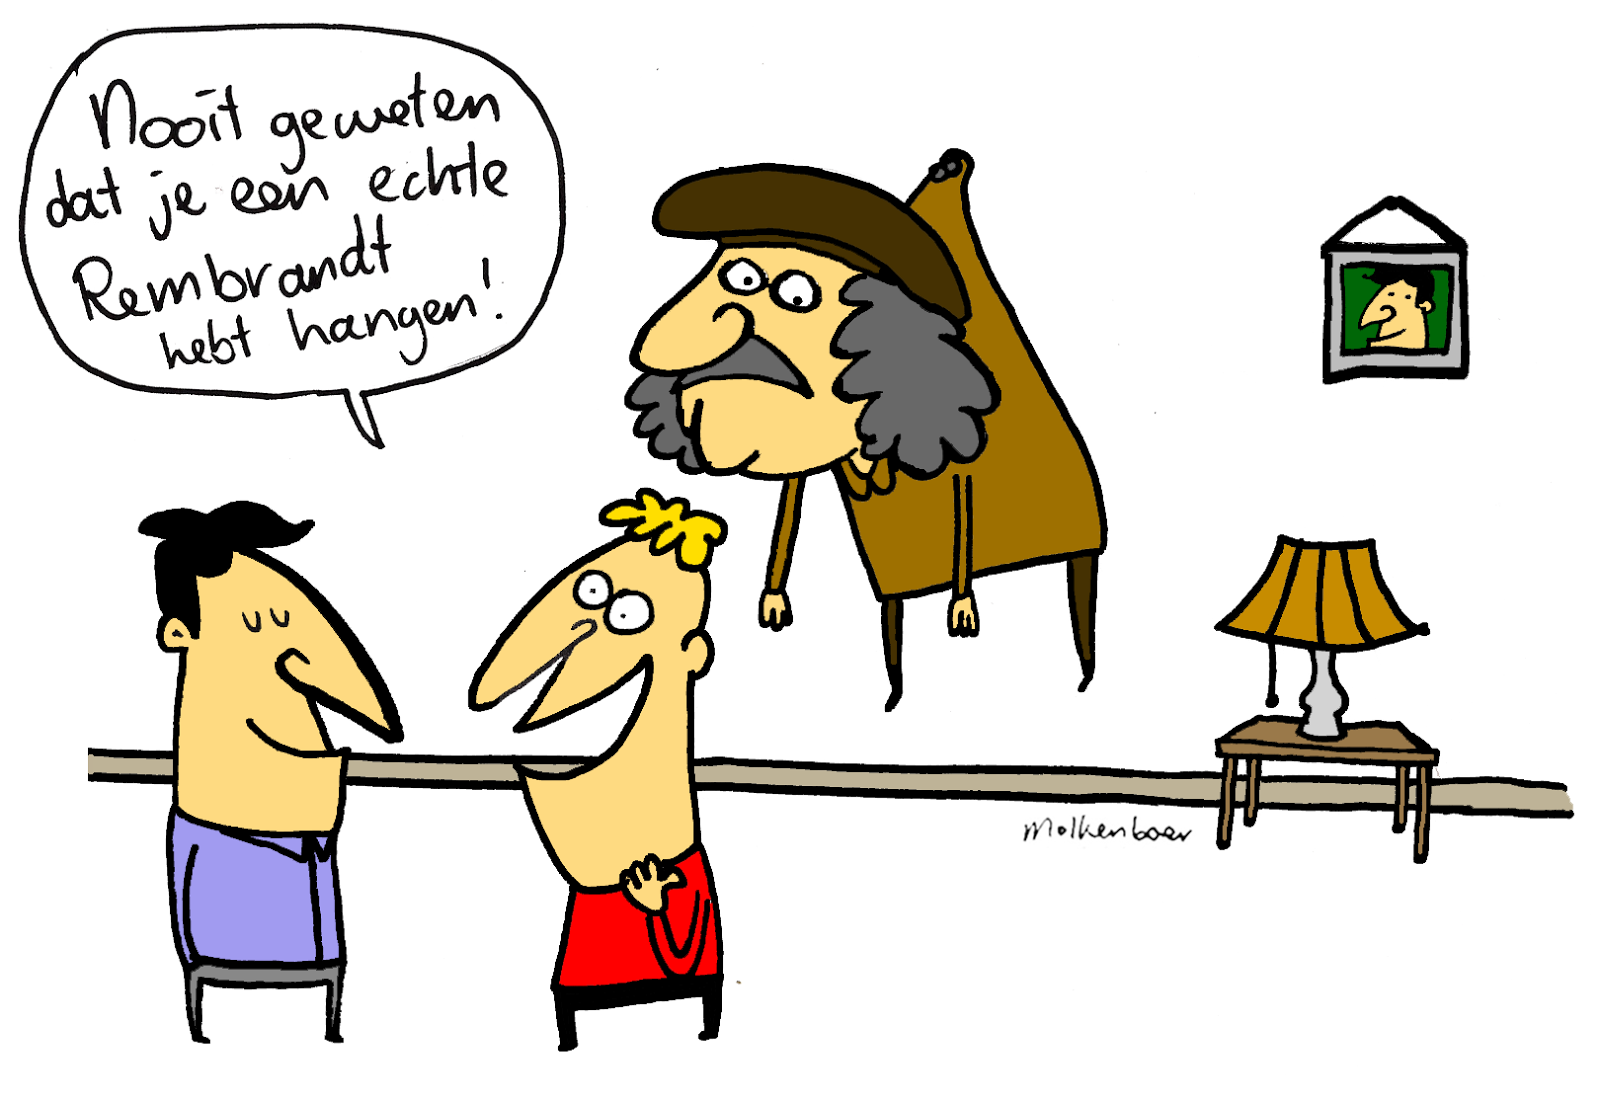 Nooit geweten
dat je een echte
Rembrandt
hebt hangen!
Molkenboer